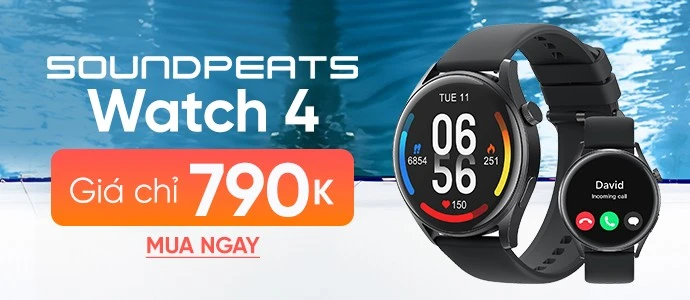 SOUNDPEATS
Watch 4
Giá chỉ 790K
MUA NGAY
TUE 11
06
56
6854
251
150
David
Incoming call